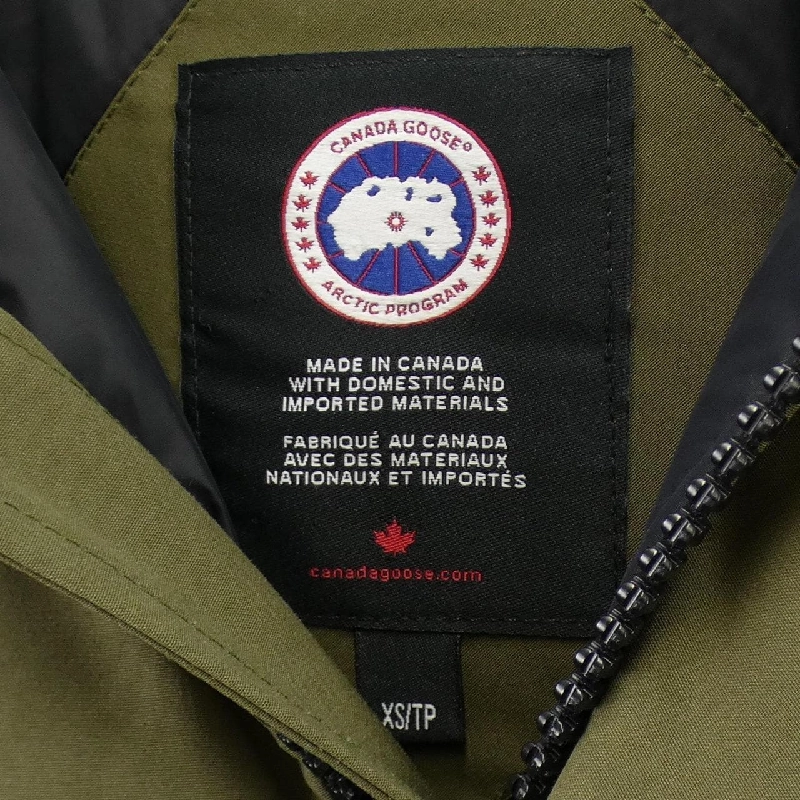 CANADA GOOSE®
ARCTIC PROGRAM
MADE IN CANADA
WITH DOMESTIC AND
IMPORTED MATERIALS
FABRIQUÉ AU CANADA
AVEC DES MATERIAUX
NATIONAUX ET IMPORTÉS
canadagoose.com
XS/TP